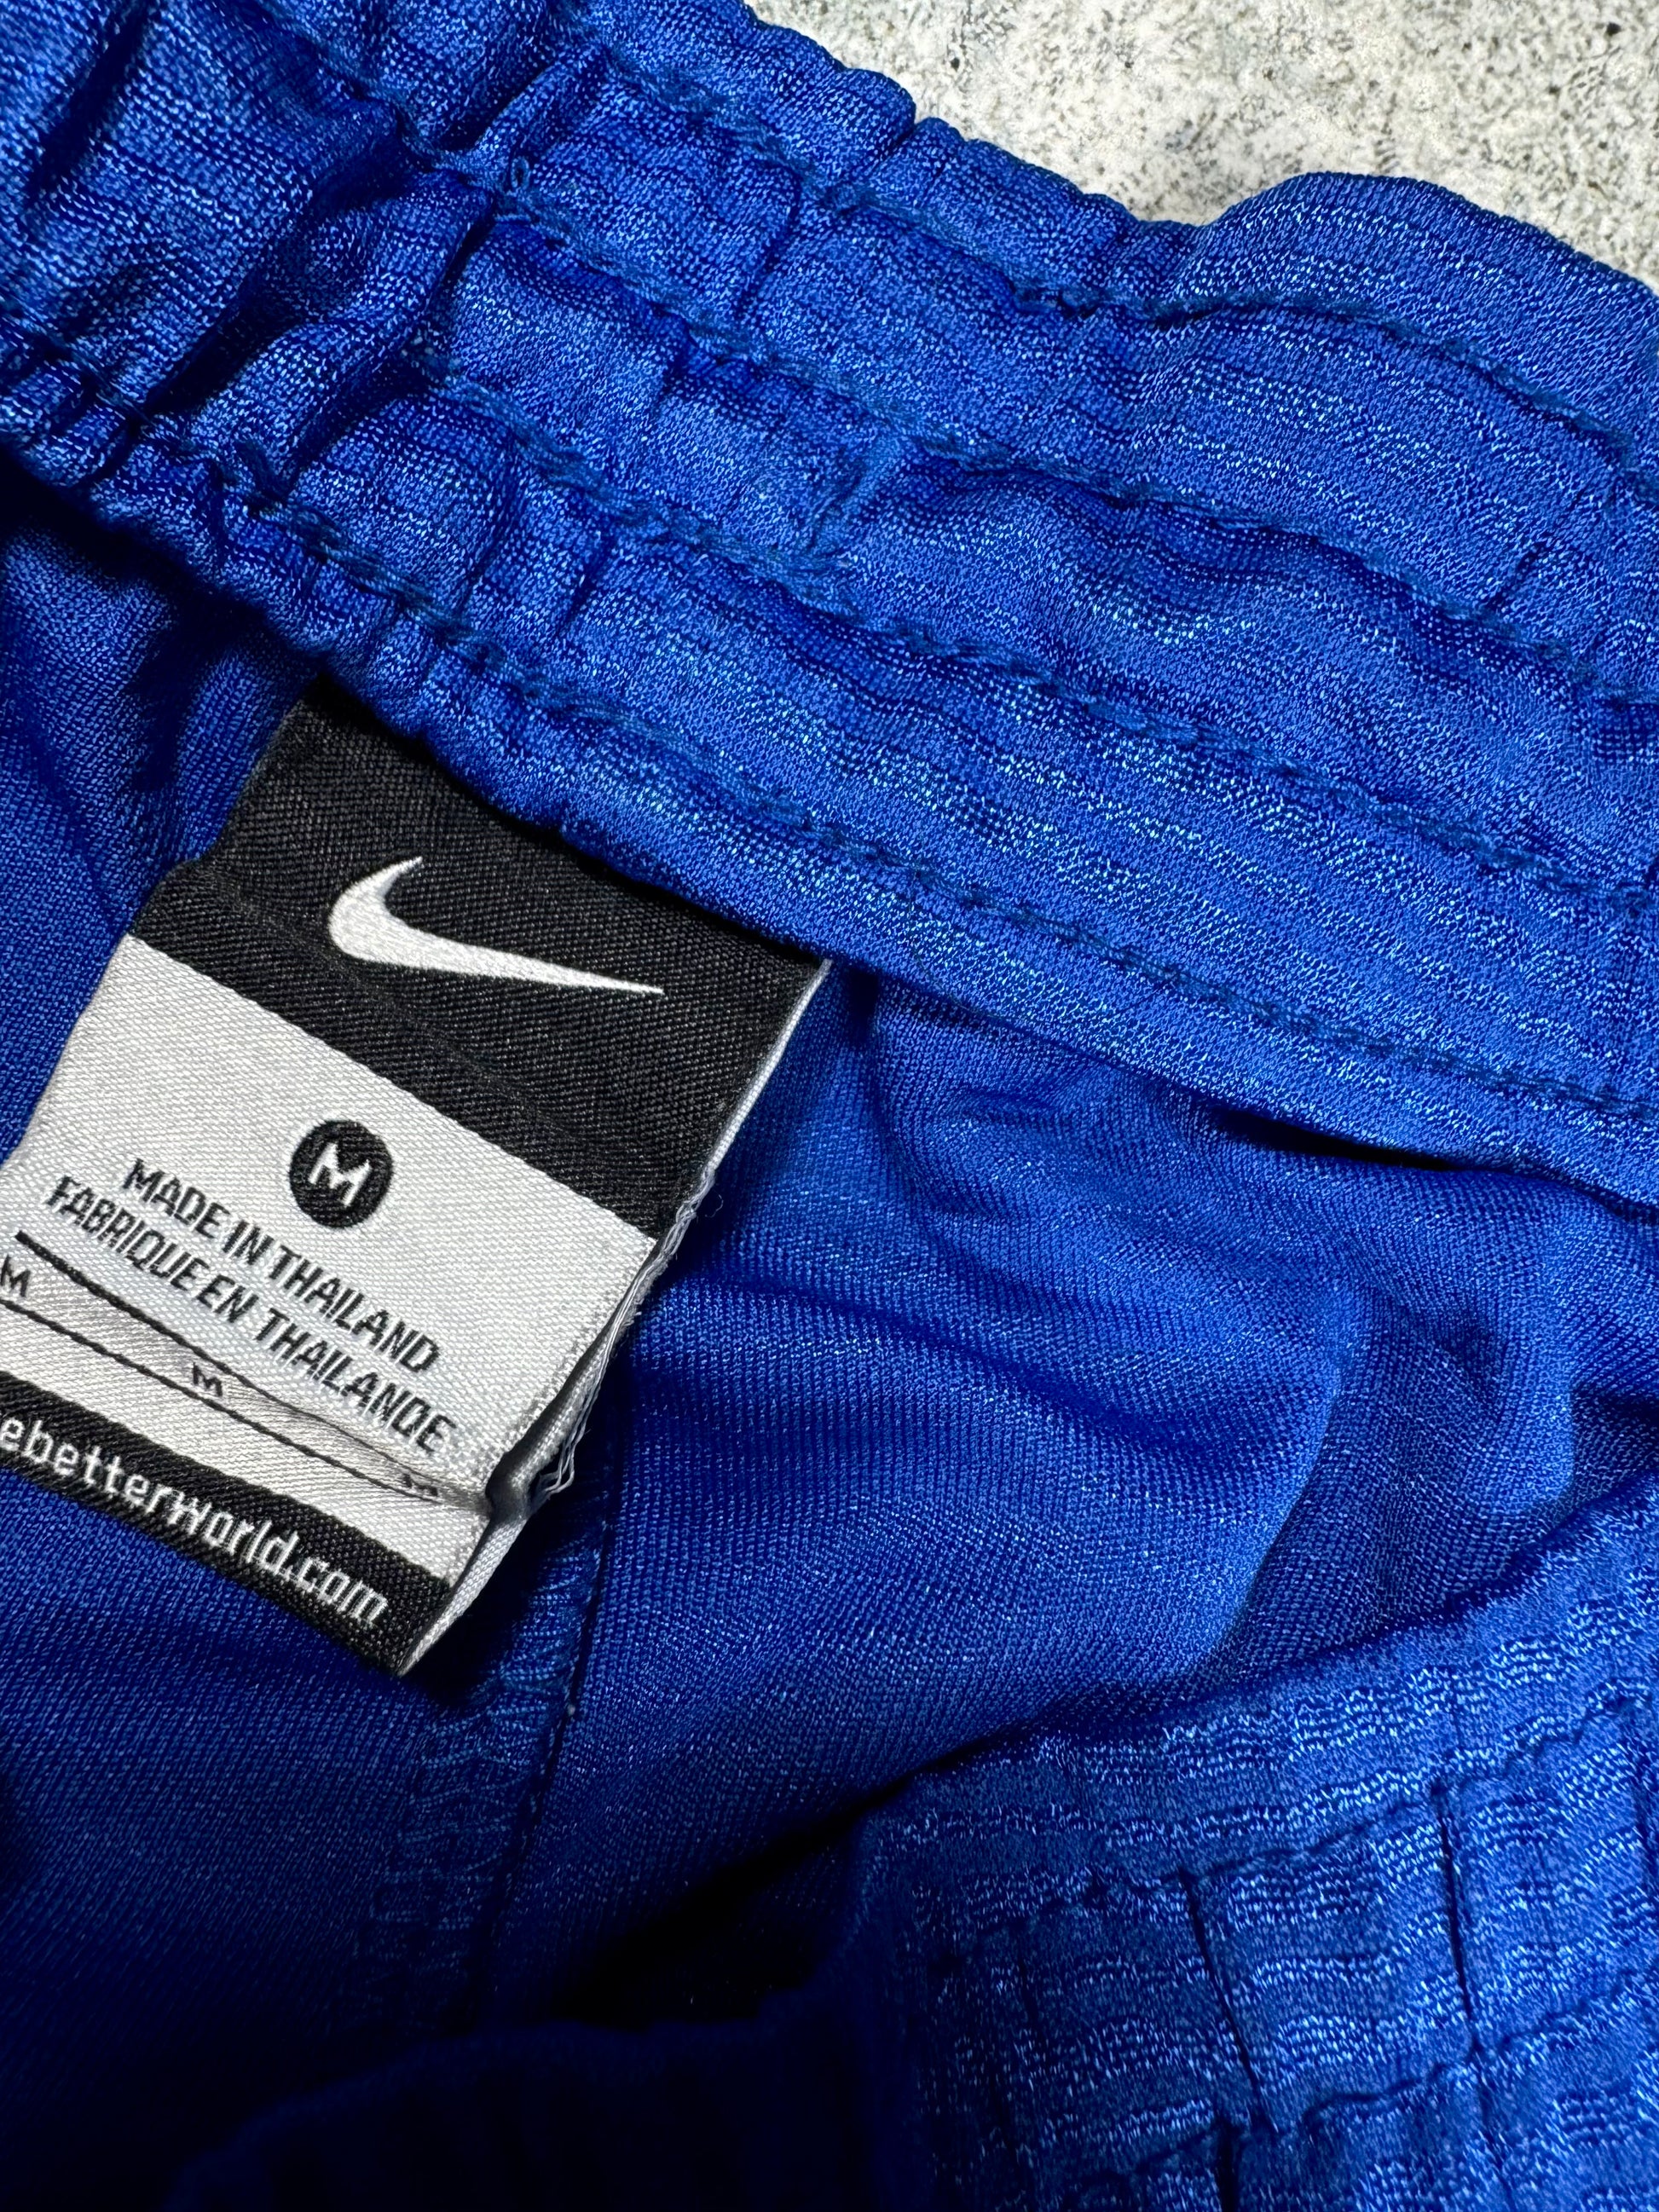 M
MADE IN THAILAND
FABRIQUE EN THAILANDE
M M M
ebetterworld.com